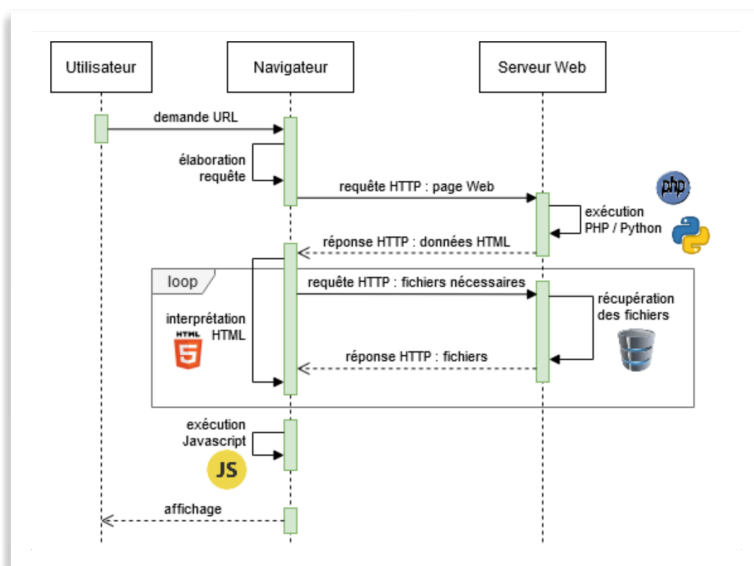 Utilisateur
Navigateur
Serveur Web
demande URL
élaboration
requête
requête HTTP : page Web
php
exécution
PHP / Python
réponse HTTP : données HTML
loop
requête HTTP : fichiers nécessaires
récupération
des fichiers
interprétation
HTML
HTML
5
réponse HTTP : fichiers
exécution
Javascript
JS
affichage